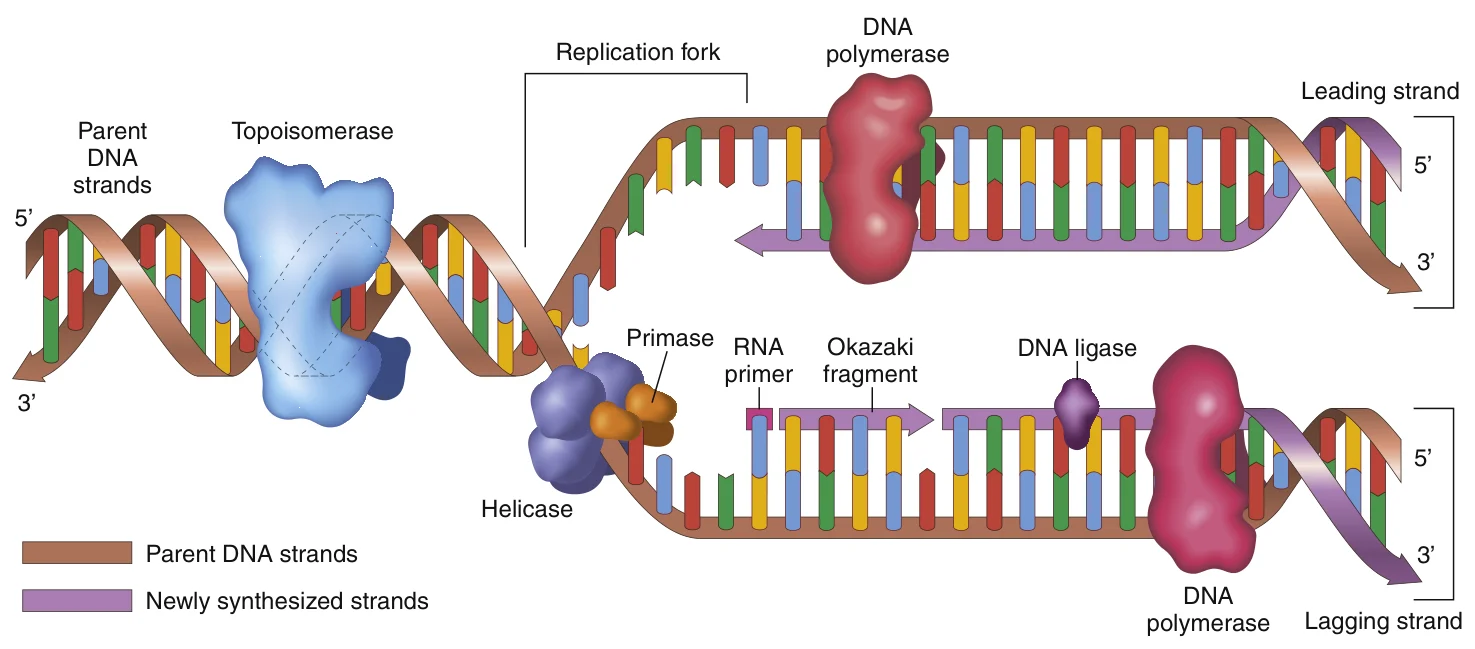 DNA
polymerase
Replication fork
Leading strand
Parent
DNA
strands
Topoisomerase
5’
3’
5’
3’
Primase
RNA
primer
Okazaki
fragment
DNA ligase
Helicase
5’
3’
DNA
polymerase
Lagging strand
Parent DNA strands
Newly synthesized strands